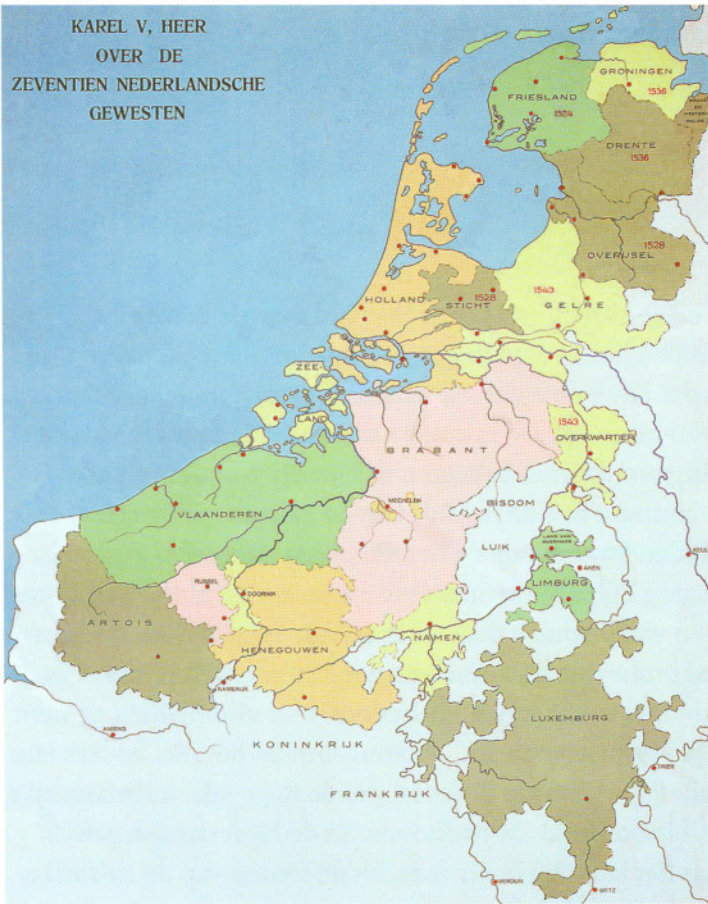 KAREL V, HEER
OVER DE
ZEVENTIEN NEDERLANDSCHE
GEWESTEN
GRONINGEN
1536
FRIESLAND
1524
DRENTE
1536
OVERIJSEL
1528
HOLLAND
STICHT
1528
1543
GELRE
ZEE-
LAND
BRABANT
1543
OVERKWARTIER
MECHELEN
BISDOM
LUIK
VLAANDEREN
AKEN
LIMBURG
RIJSSEL
DOORNIK
ARTOIS
HENEGOUWEN
NAMEN
KAMERIJK
AMIENS
LUXEMBURG
KONINKRIJK
FRANKRIJK
TRIER
VERDUN
METZ